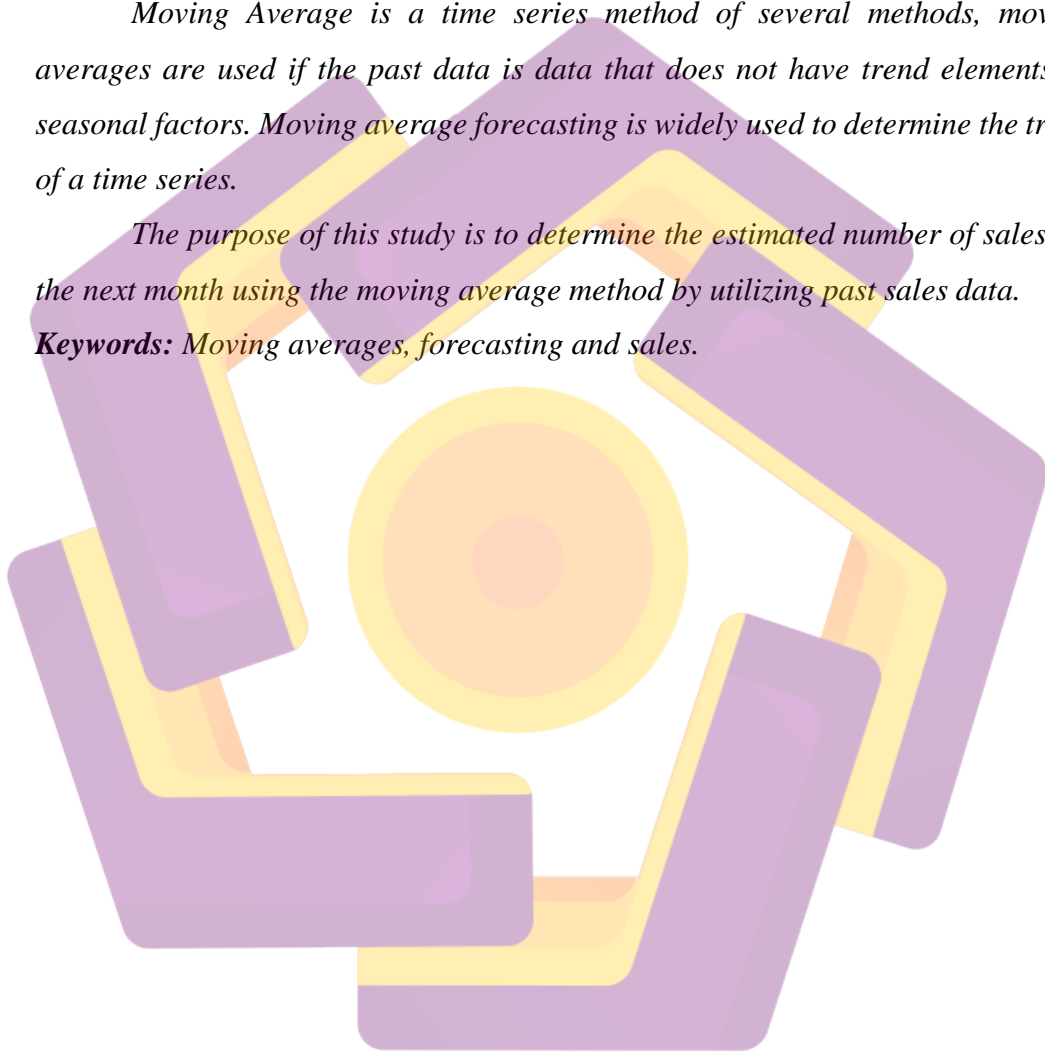 Moving Average is a time series method of several methods, mov
averages are used if the past data is data that does not have trend elements
seasonal factors. Moving average forecasting is widely used to determine the tr
of a time series.
The purpose of this study is to determine the estimated number of sales
the next month using the moving average method by utilizing past sales data.
Keywords: Moving averages, forecasting and sales.